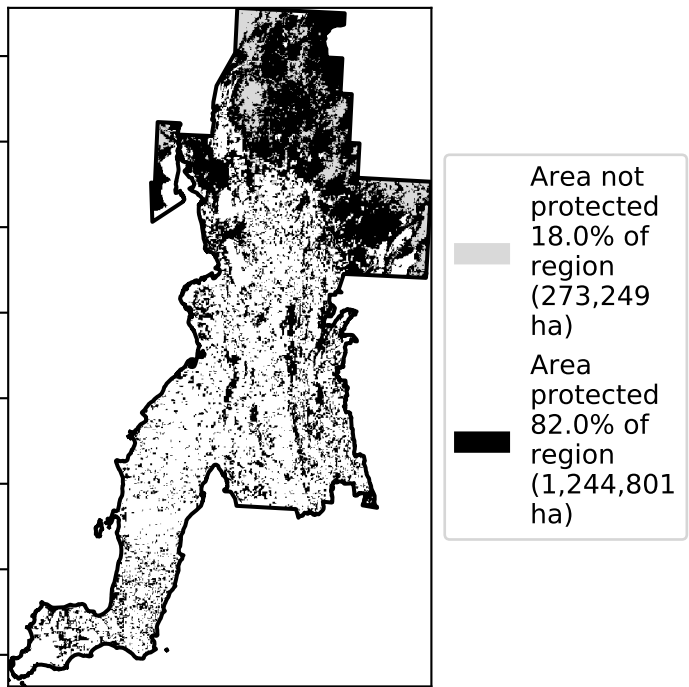 Area not
protected
18.0% of
region
(273,249
ha)
Area
protected
82.0% of
region
(1,244,801
ha)